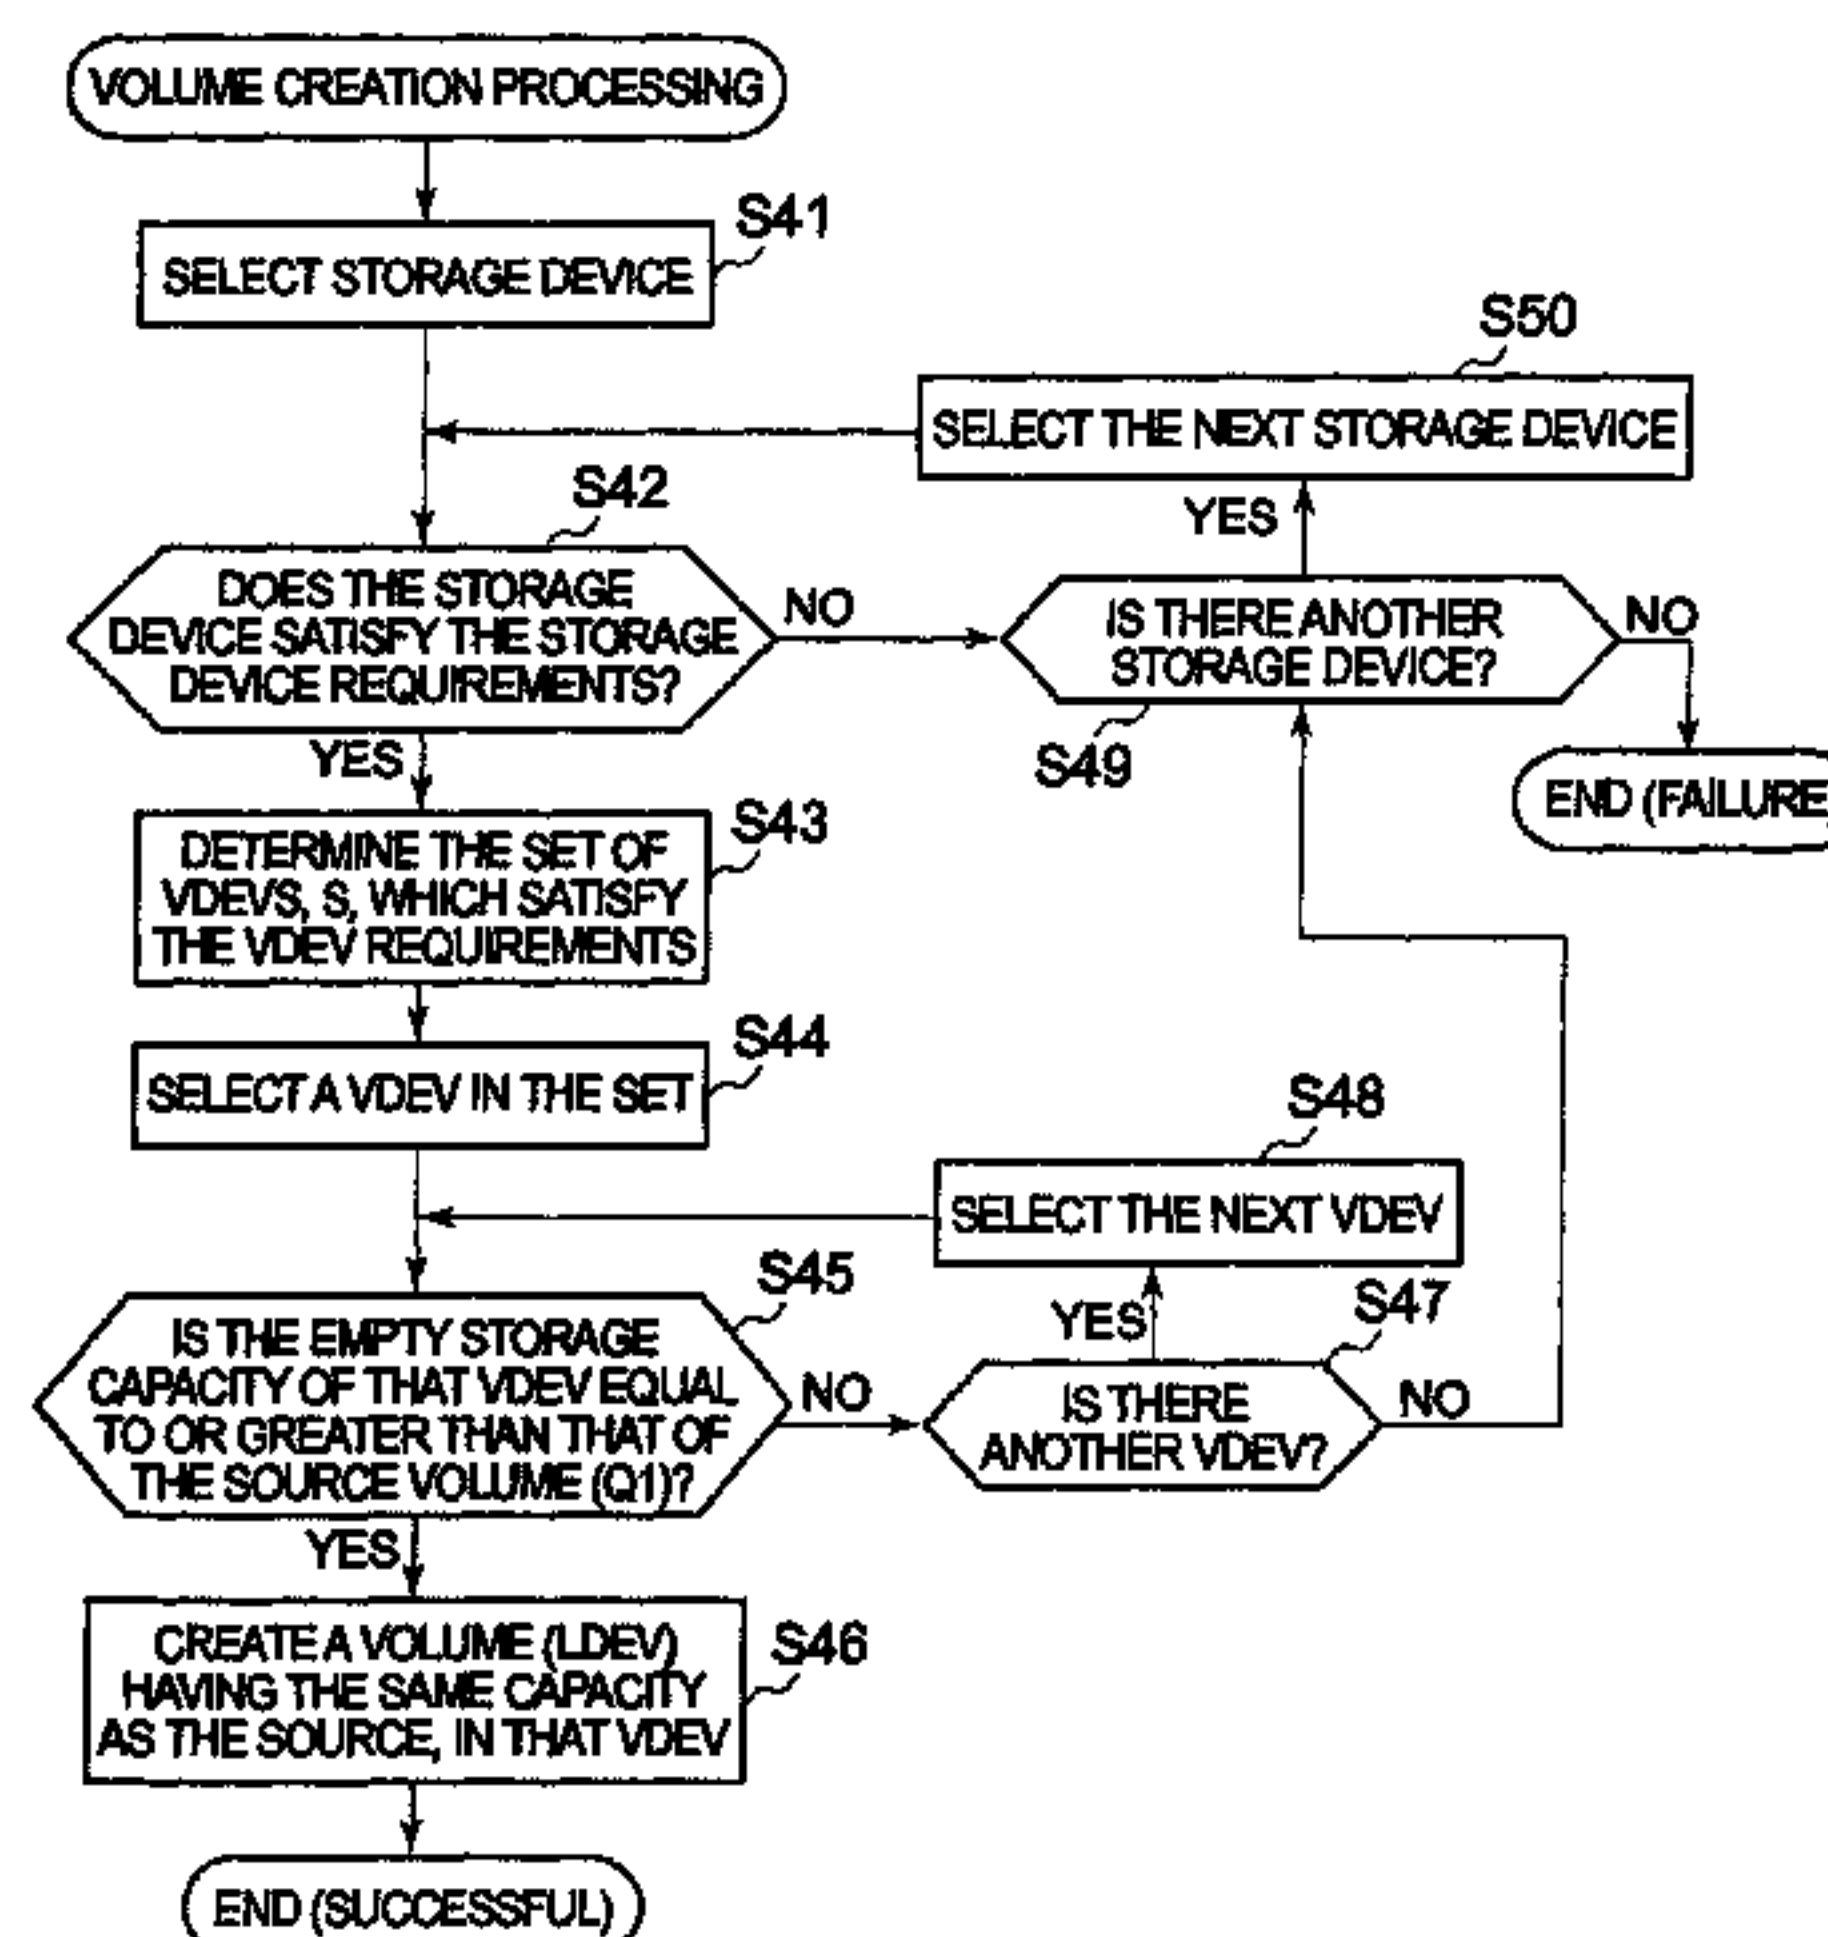 VOLUME CREATION PROCESSING
S41
SELECT STORAGE DEVICE
S50
SELECT THE NEXT STORAGE DEVICE
S42
YES
DOES THE STORAGE
DEVICE SATISFY THE STORAGE
DEVICE REQUIREMENTS?
NO
IS THERE ANOTHER
STORAGE DEVICE?
NO
YES
S49
END (FAILURE
S43
DETERMINE THE SET OF
VDEVS, S, WHICH SATISFY
THE VDEV REQUIREMENTS
S44
SELECT A VDEV IN THE SET
S48
SELECT THE NEXT VDEV
S45
YES
S47
IS THE EMPTY STORAGE
CAPACITY OF THAT VDEV EQUAL
TO OR GREATER THAN THAT OF
THE SOURCE VOLUME (Q1)?
NO
IS THERE
ANOTHER VDEV?
NO
YES
S46
CREATE A VOLUME (LDEV)
HAVING THE SAME CAPACITY
AS THE SOURCE, IN THAT VDEV
END (SUCCESSFUL)